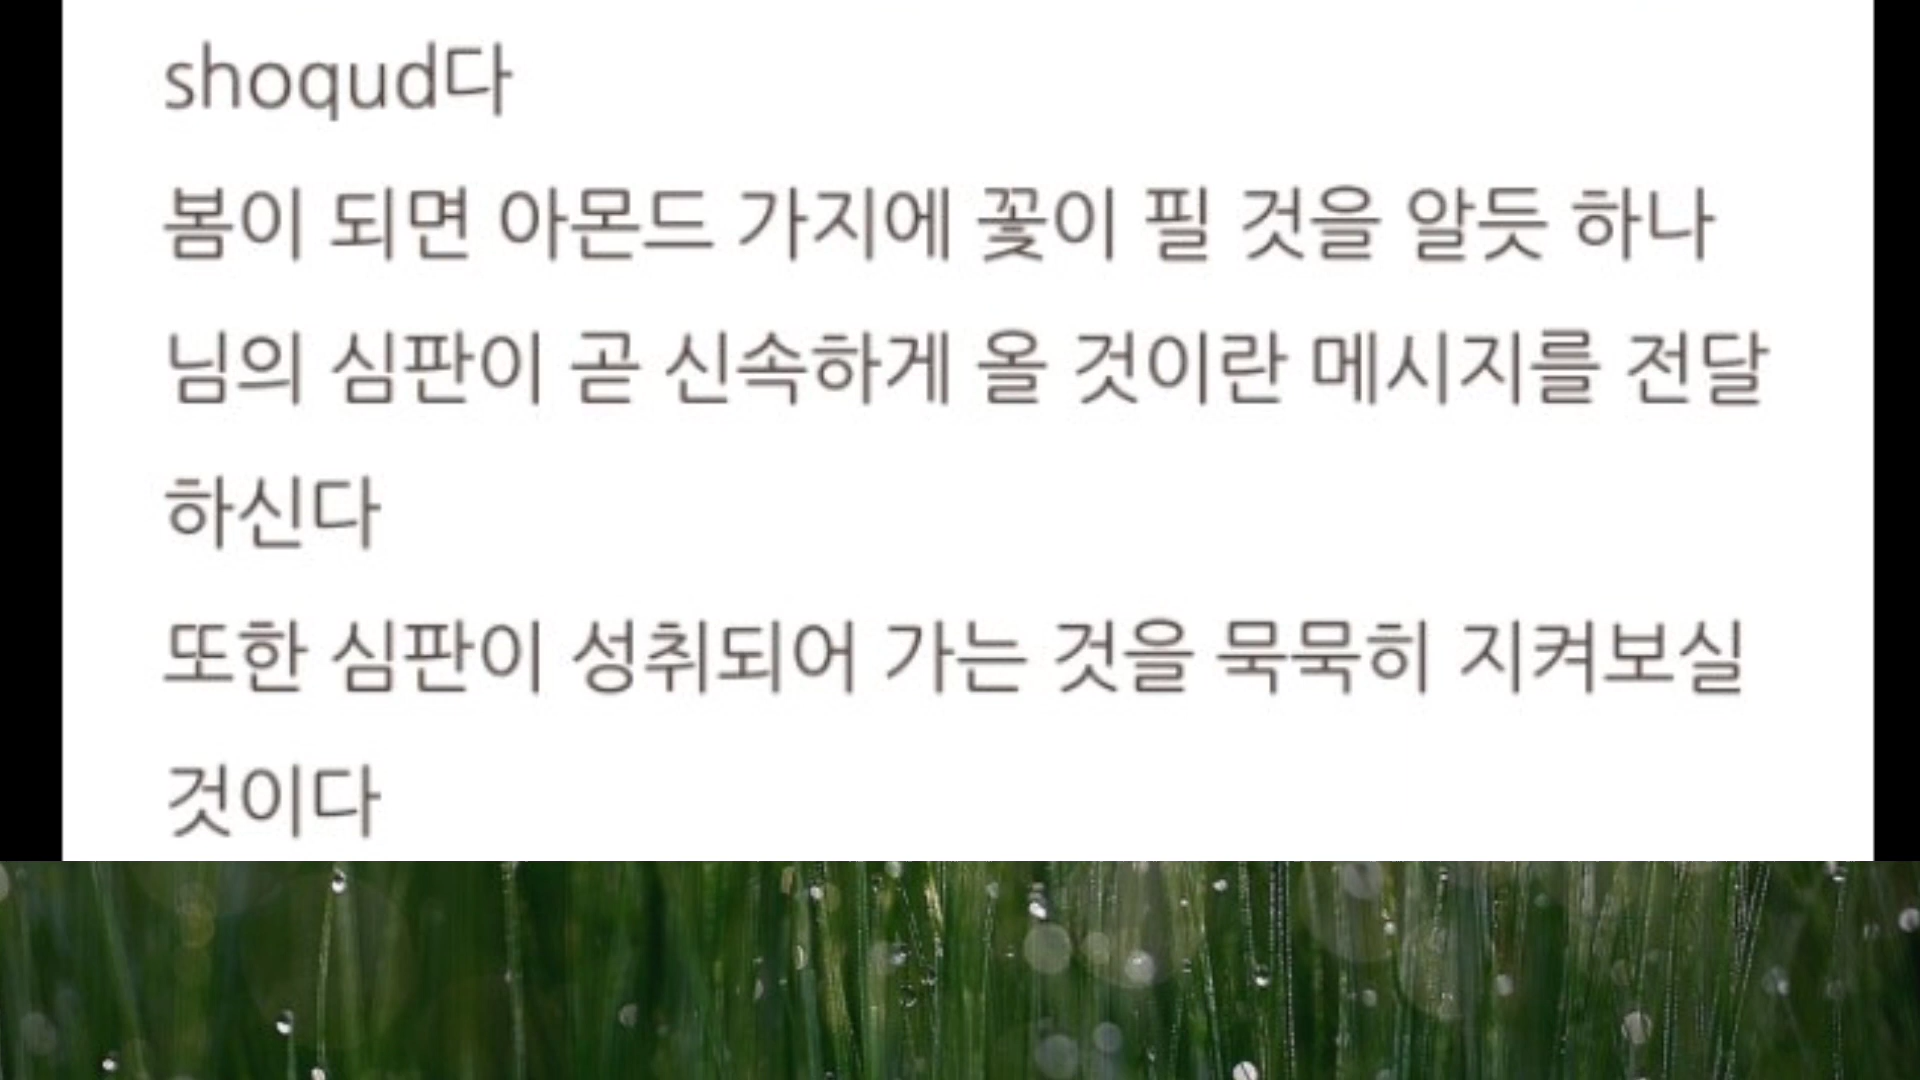 shoqud다
봄이 되면 아몬드 가지에 꽃이 필 것을 알듯 하나
님의 심판이 곧 신속하게 올 것이란 메시지를 전달
하신다
또한 심판이 성취되어 가는 것을 묵묵히 지켜보실
것이다